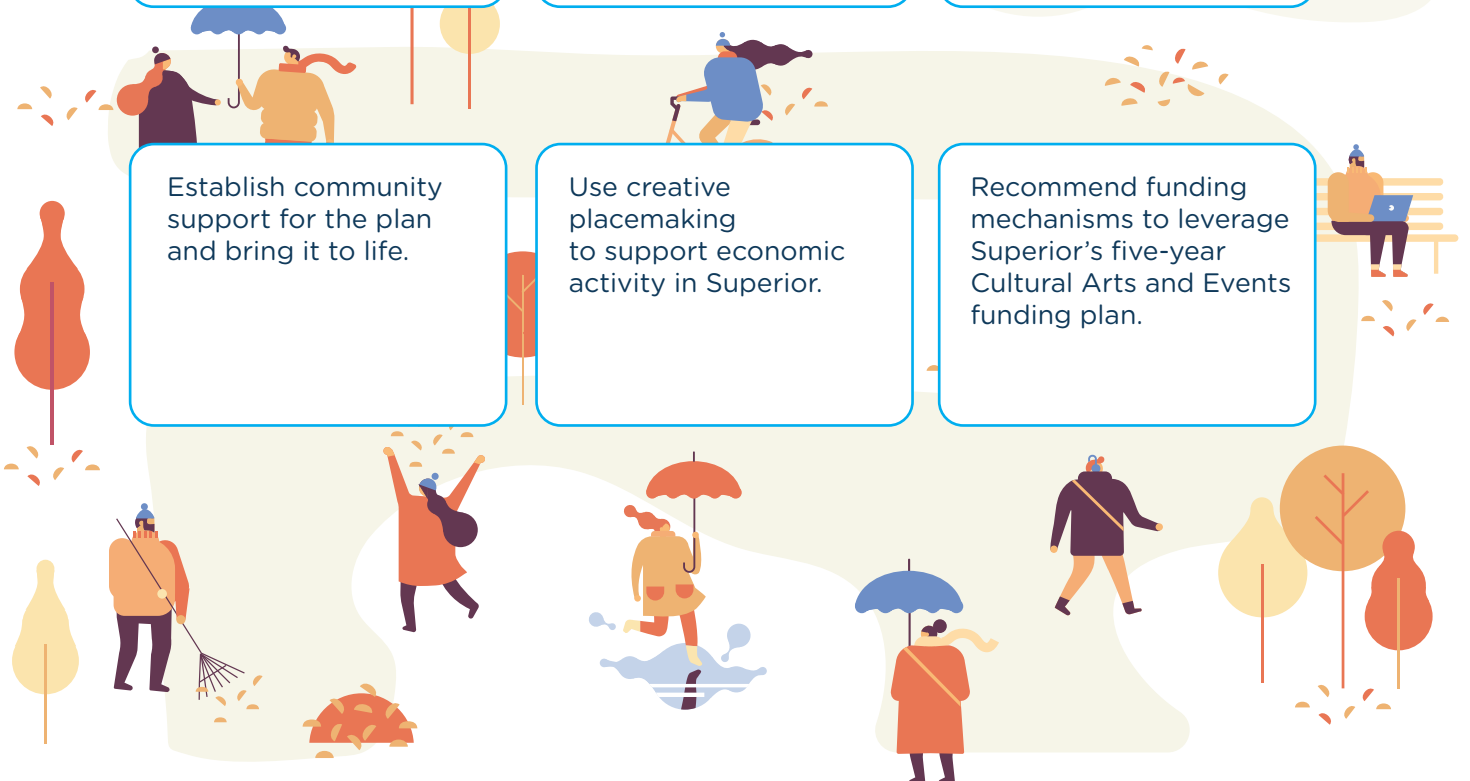 Establish community
support for the plan
and bring it to life.
Use creative
placemaking
to support economic
activity in Superior.
Recommend funding
mechanisms to leverage
Superior’s five-year
Cultural Arts and Events
funding plan.